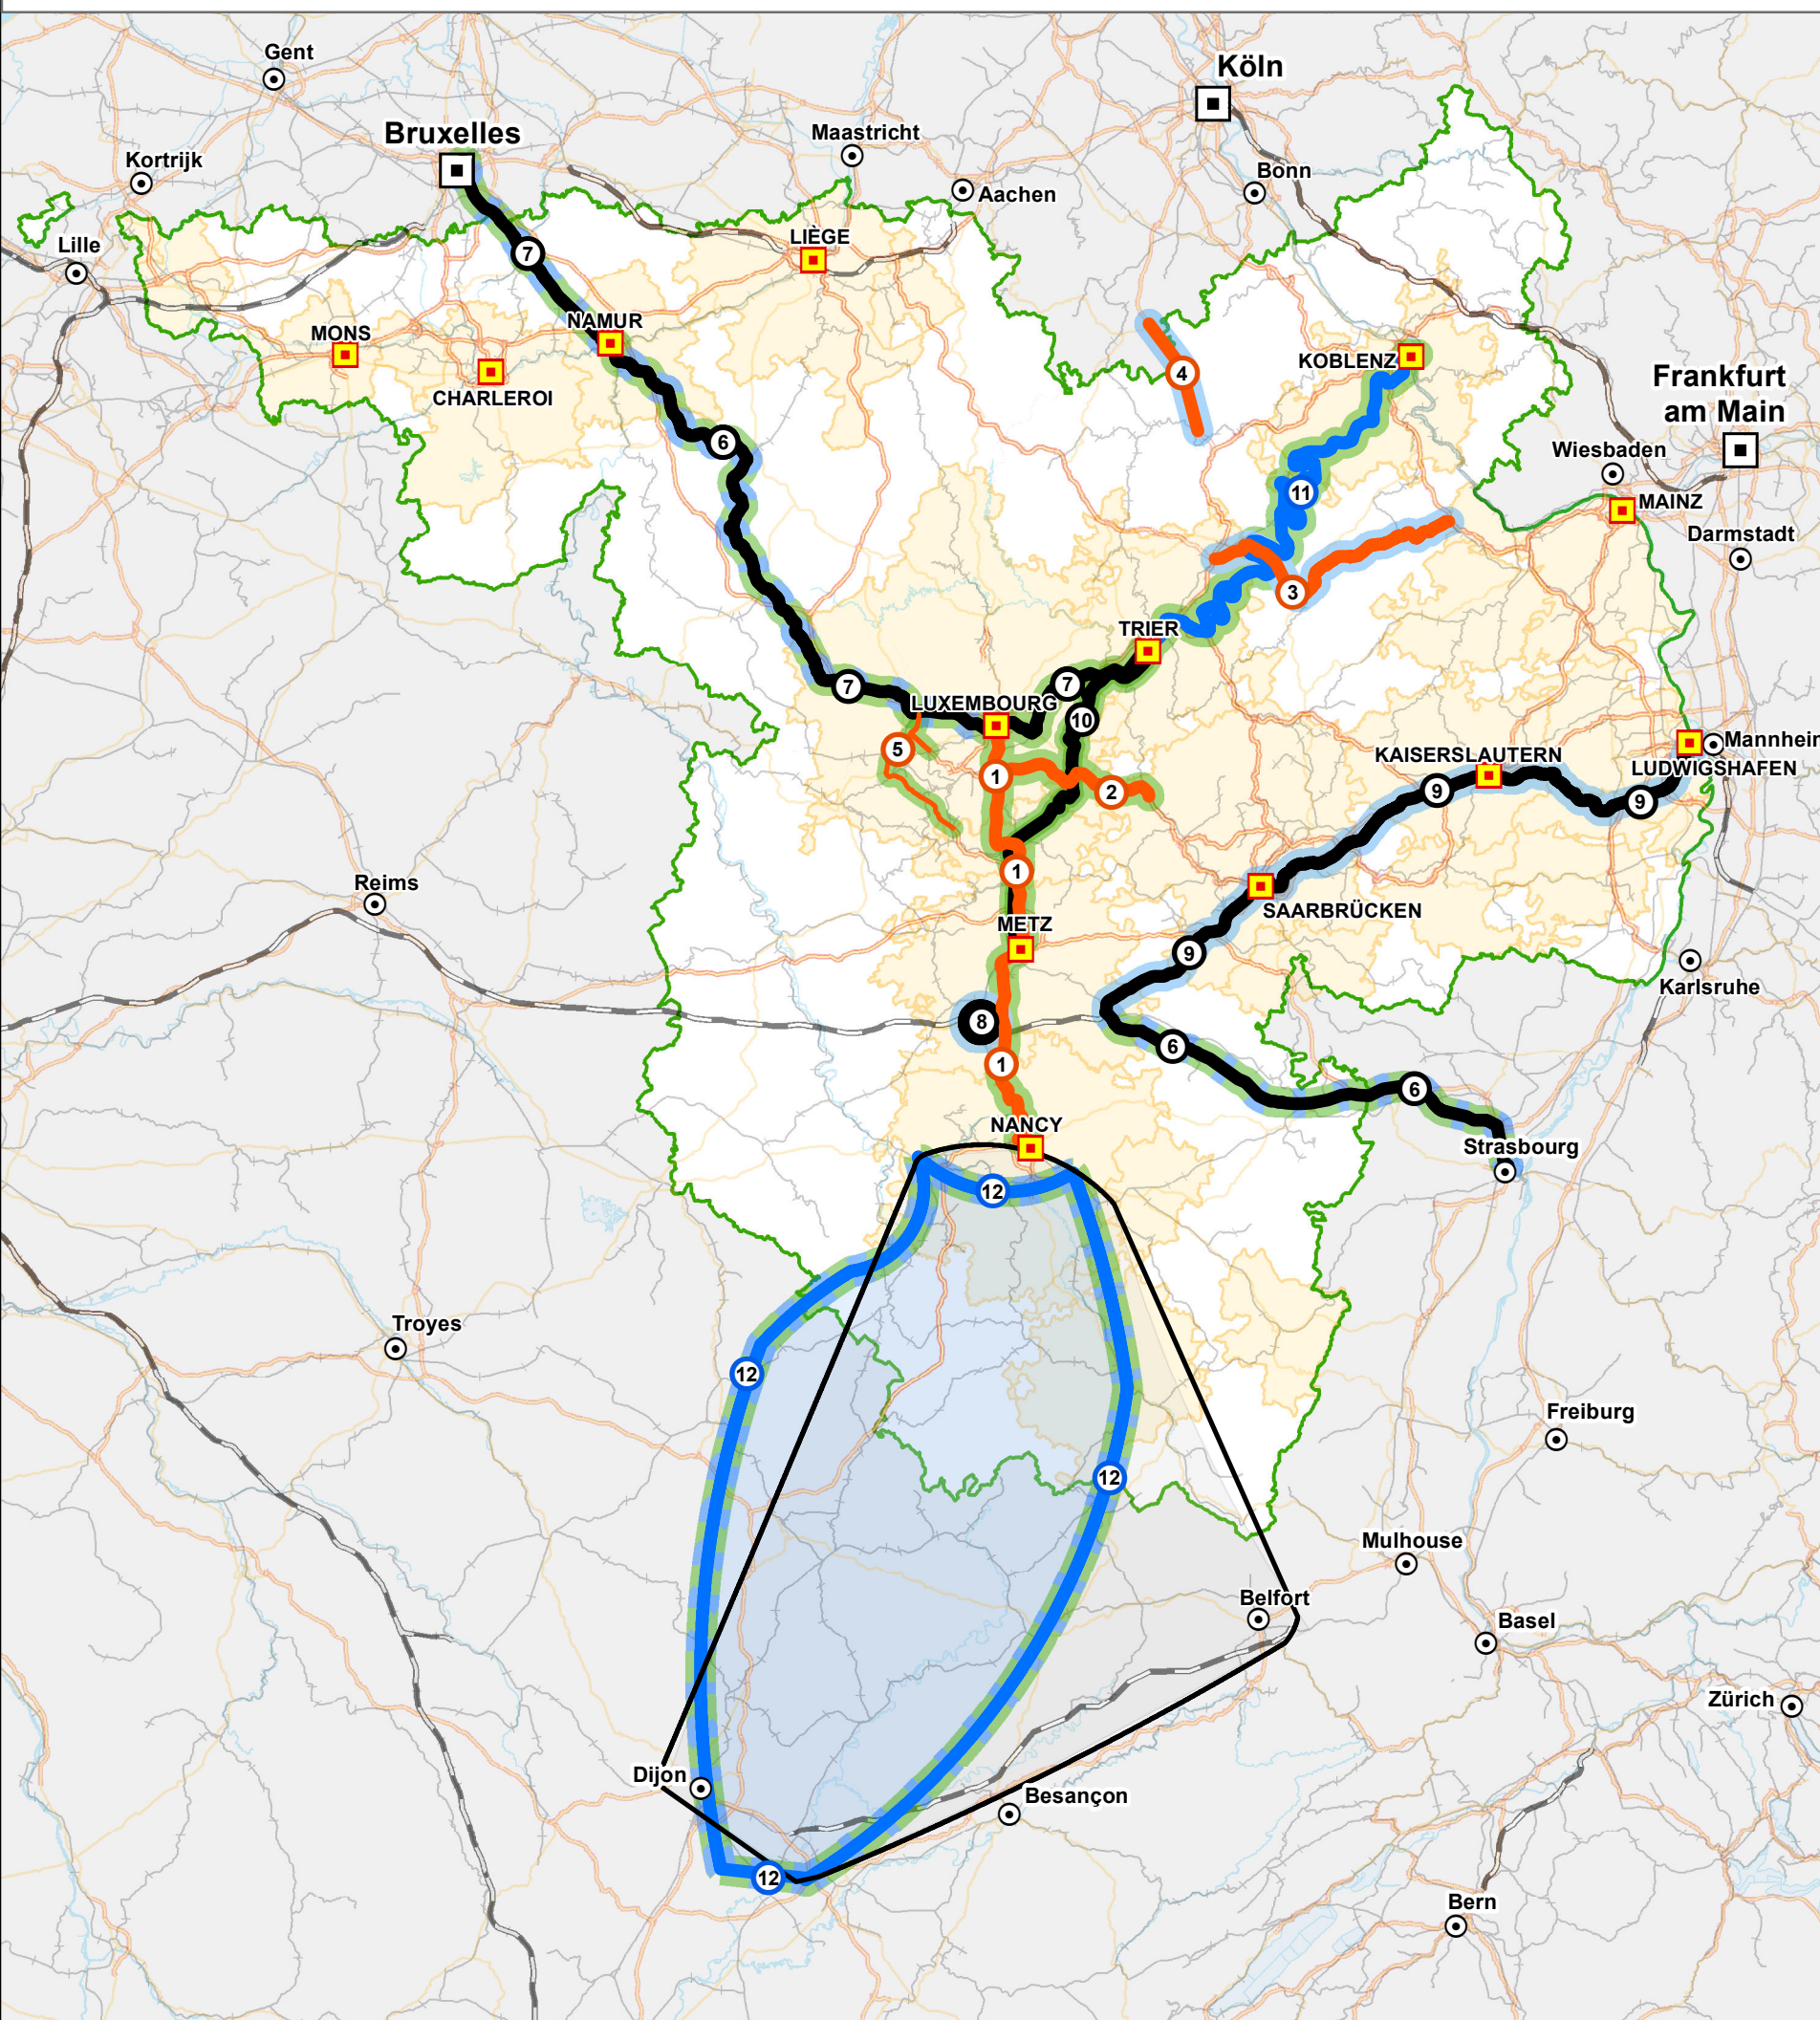 Gent
Köln
Bruxelles
Maastricht
Kortrijk
Bonn
Aachen
Lille
LIÈGE
7
NAMUR
MONS
KOBLENZ
4
Frankfurt
am Main
CHARLEROI
6
Wiesbaden
11
MAINZ
Darmstadt
3
TRIER
7
7
LUXEMBOURG
10
5
Mannhein
KAISERSLAUTERN
LUDWIGSHAFEN
1
2
9
9
1
Reims
SAARBRÜCKEN
METZ
9
Karlsruhe
8
6
1
6
NANCY
Strasbourg
12
Troyes
12
Freiburg
12
Mulhouse
Belfort
Basel
Zürich
Dijon
Besançon
12
Bern